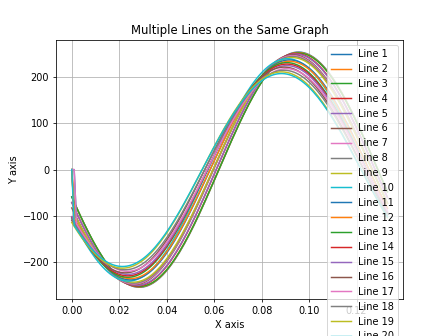 Multiple Lines on the Same Graph
Y axis
200
100
0
−100
−200
0.00
0.02
0.04
0.06
0.08
0.10
X axis
Line 1
Line 2
Line 3
Line 4
Line 5
Line 6
Line 7
Line 8
Line 9
Line 10
Line 11
Line 12
Line 13
Line 14
Line 15
Line 16
Line 17
Line 18
Line 19
Line 20